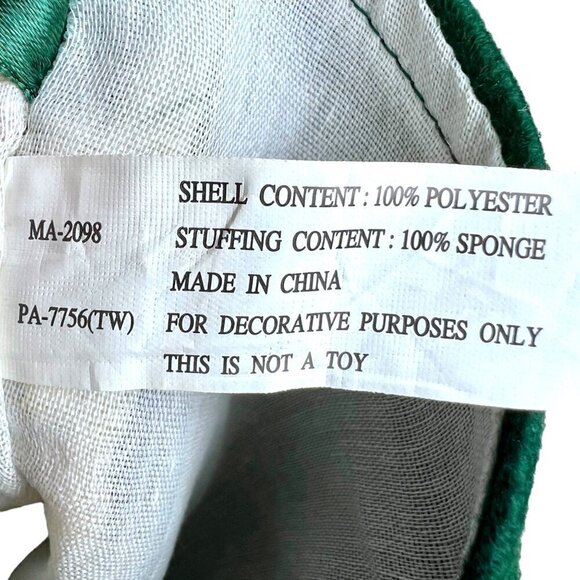 SHELL CONTENT : 100% POLYESTER
MA-2098 STUFFING CONTENT : 100% SPONGE
MADE IN CHINA
PA-7756(TW) FOR DECORATIVE PURPOSES ONLY
THIS IS NOT A TOY